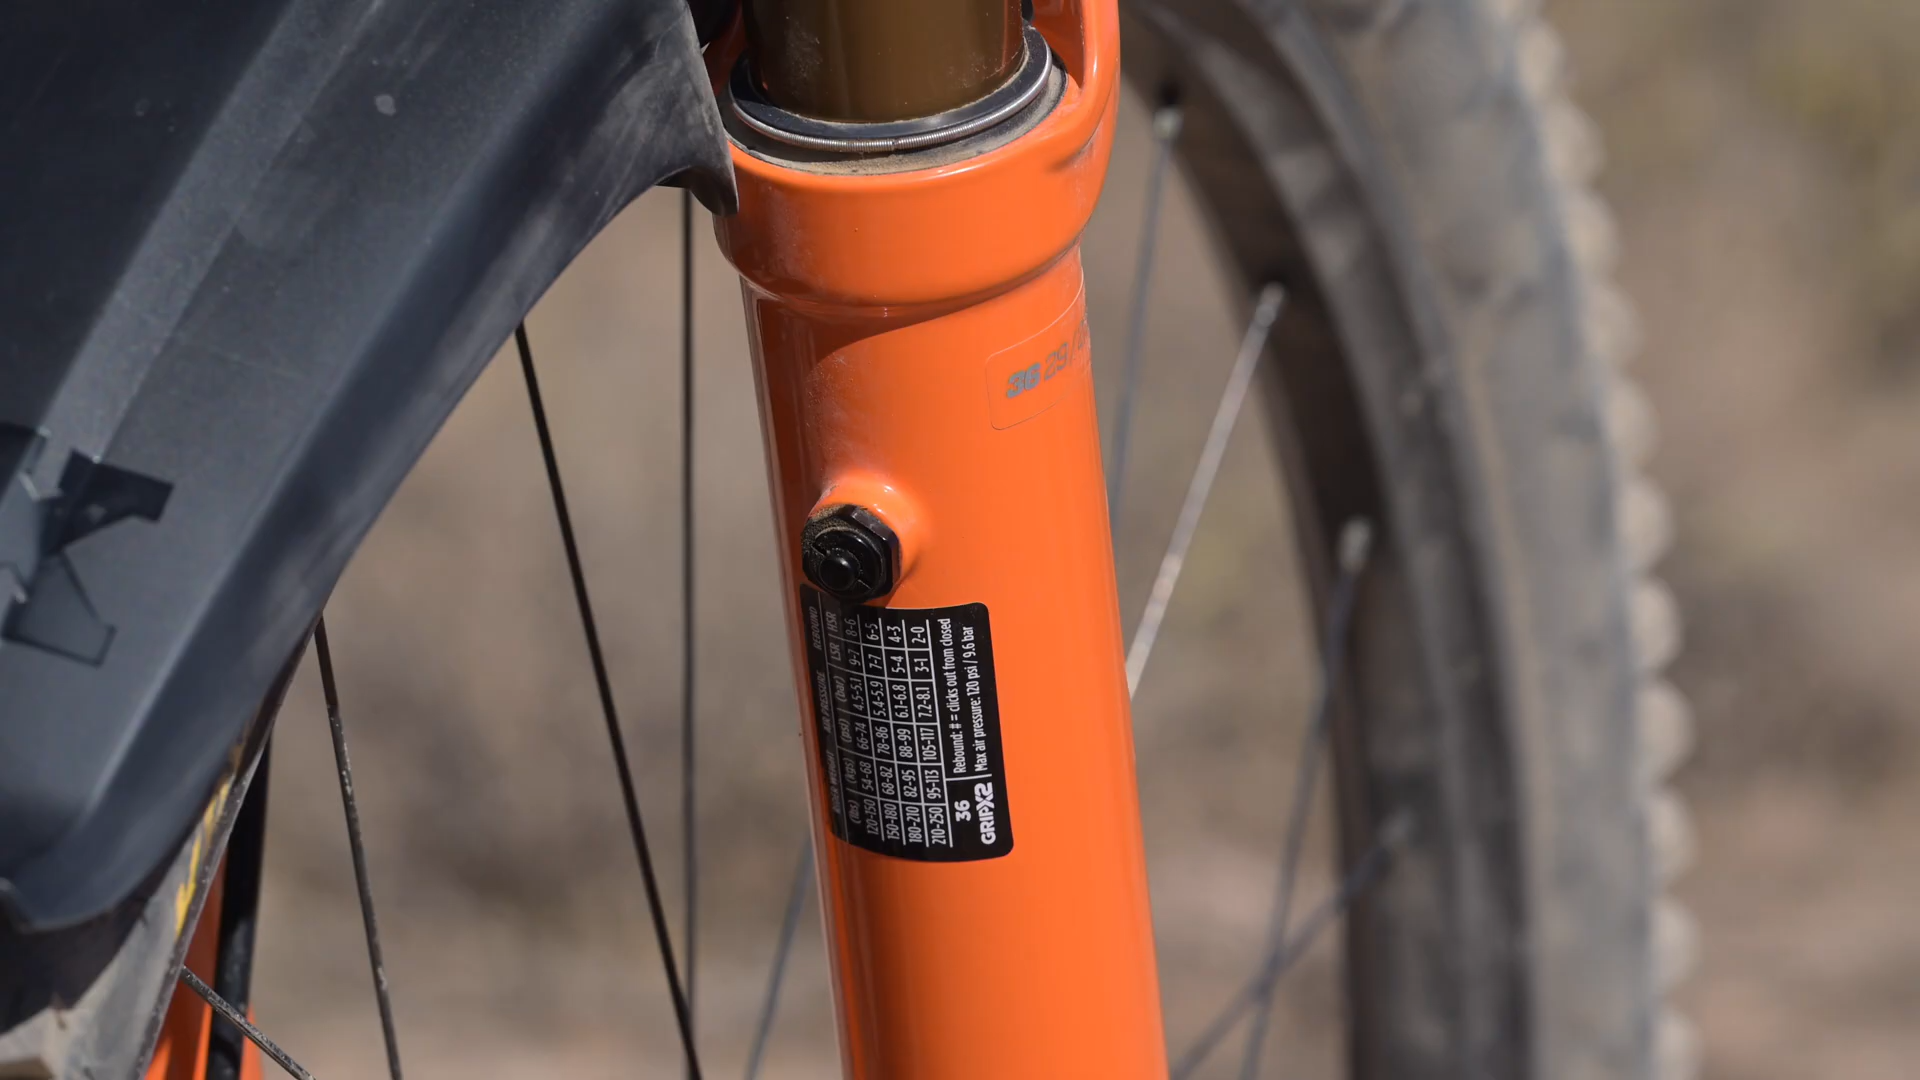 36 29/
REBOUND
RIDER WEIGHT | AIR PRESSURE | REBOUND
(lbs) | (kgs) | (psi) | (bar) | LSR | HSR
120-150 | 54-68 | 66-74 | 4.5-5.1 | 9-7 | 8-6
150-180 | 68-82 | 78-86 | 5.4-5.9 | 7-7 | 6-5
180-210 | 82-95 | 88-99 | 6.1-6.8 | 5-4 | 4-3
210-250 | 95-113 | 105-117 | 7.2-8.1 | 3-1 | 2-0
36 Rebound: # = clicks out from closed
GRIPX2 | Max air pressure: 120 psi / 9.6 bar